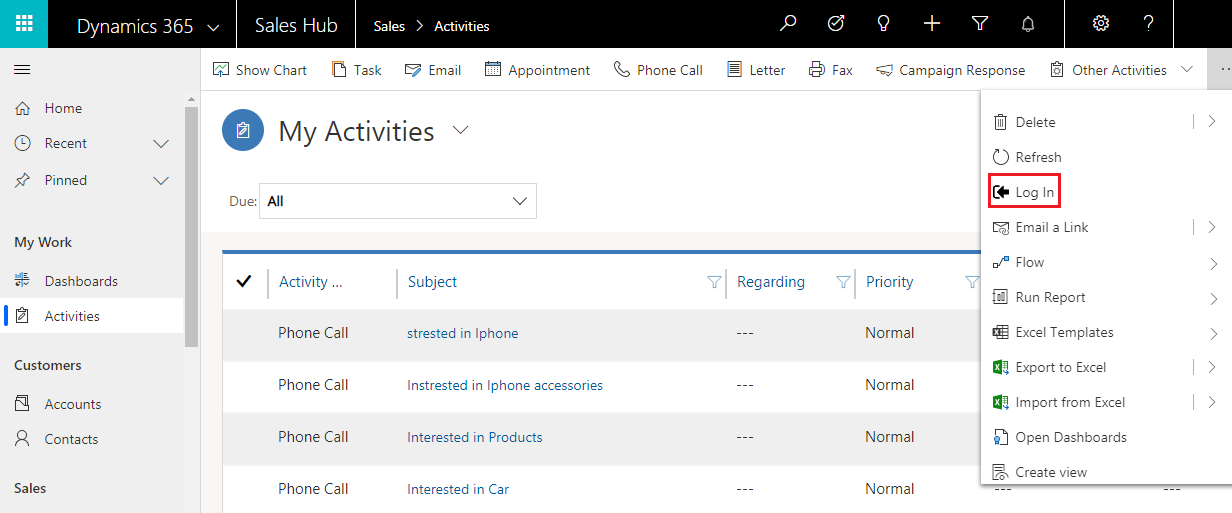 Dynamics 365 Sales Hub Sales > Activities ?
Show Chart Task Email Appointment Phone Call Letter Fax Campaign Response Other Activities ...
Home
Recent
Pinned
My Work
Dashboards
Activities
Customers
Accounts
Contacts
Sales
My Activities
Due: All
Activity ... Subject Regarding Priority
Phone Call strested in Iphone --- Normal
Phone Call Instrested in Iphone accessories --- Normal
Phone Call Interested in Products --- Normal
Phone Call Interested in Car --- Normal --- ---
Delete
Refresh
Log In
Email a Link
Flow
Run Report
Excel Templates
Export to Excel
Import from Excel
Open Dashboards
Create view